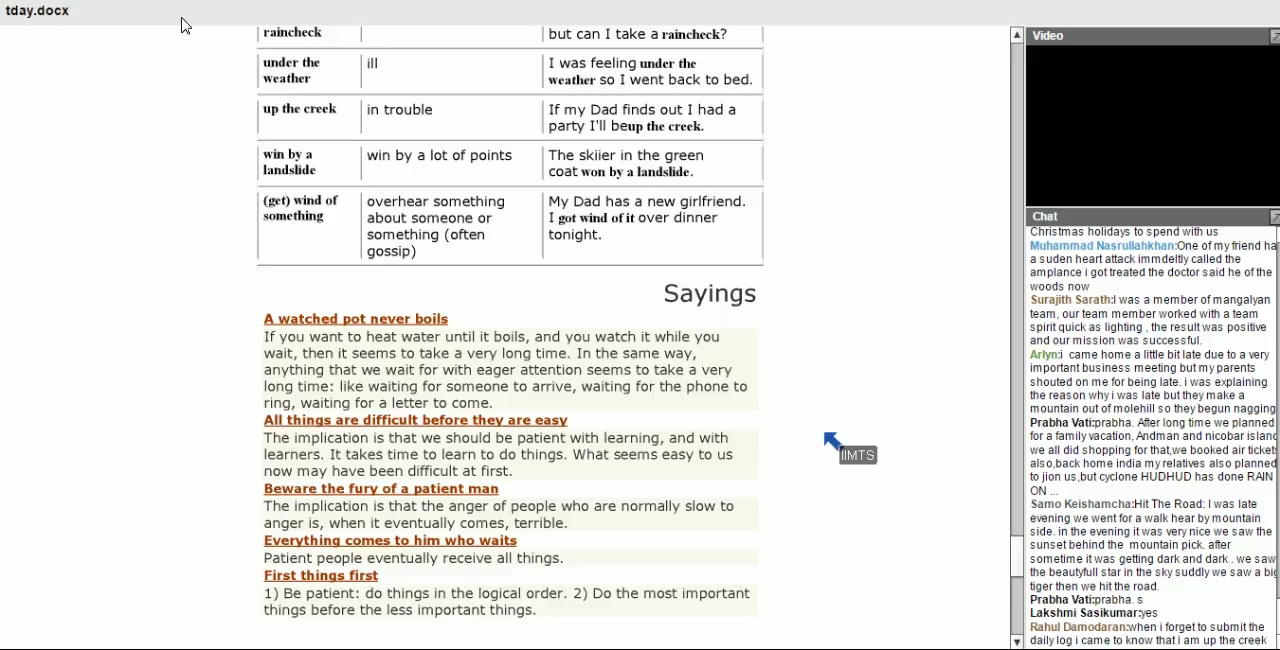 tday.docx
raincheck
but can I take a raincheck?
under the
weather
ill
I was feeling under the
weather so I went back to bed.
up the creek
in trouble
If my Dad finds out I had a
party I'll beup the creek.
win by a
landslide
win by a lot of points
The skiier in the green
coat won by a landslide.
(get) wind of
something
overhear something
about someone or
something (often
gossip)
My Dad has a new girlfriend.
I got wind of it over dinner
tonight.
Sayings
A watched pot never boils
If you want to heat water until it boils, and you watch it while you
wait, then it seems to take a very long time. In the same way,
anything that we wait for with eager attention seems to take a very
long time: like waiting for someone to arrive, waiting for the phone to
ring, waiting for a letter to come.
All things are difficult before they are easy
The implication is that we should be patient with learning, and with
learners. It takes time to learn to do things. What seems easy to us
now may have been difficult at first.
Beware the fury of a patient man
The implication is that the anger of people who are normally slow to
anger is, when it eventually comes, terrible.
Everything comes to him who waits
Patient people eventually receive all things.
First things first
1) Be patient: do things in the logical order. 2) Do the most important
things before the less important things.
IIMTS
Video
Chat
Christmas holidays to spend with us
Muhammad Nasrullahkhan:One of my friend ha
a suden heart attack immdeltly called the
amplance i got treated the doctor said he of the
woods now
Surajith Sarath:I was a member of mangalyan
team, our team member worked with a team
spirit quick as lighting , the result was positive
and our mission was successful.
Arlyn:i came home a little bit late due to a very
important business meeting but my parents
shouted on me for being late. i was explaining
the reason why i was late but they make a
mountain out of molehill so they begun nagging
Prabha Vati:prabha. After long time we planned
for a family vacation, Andman and nicobar island
we all did shopping for that,we booked air tickets
also,back home india my relatives also planned
to jion us,but cyclone HUDHUD has done RAIN
ON ...
Samo Keishamcha:Hit The Road: I was late
evening we went for a walk hear by mountain
side. in the evening it was very nice we saw the
sunset behind the mountain pick. after
sometime it was getting dark and dark . we saw
the beautyfull star in the sky suddly we saw a big
tiger then we hit the road.
Prabha Vati:prabha. s
Lakshmi Sasikumar:yes
Rahul Damodaran:when i forget to submit the
daily log i came to know that i am up the creek